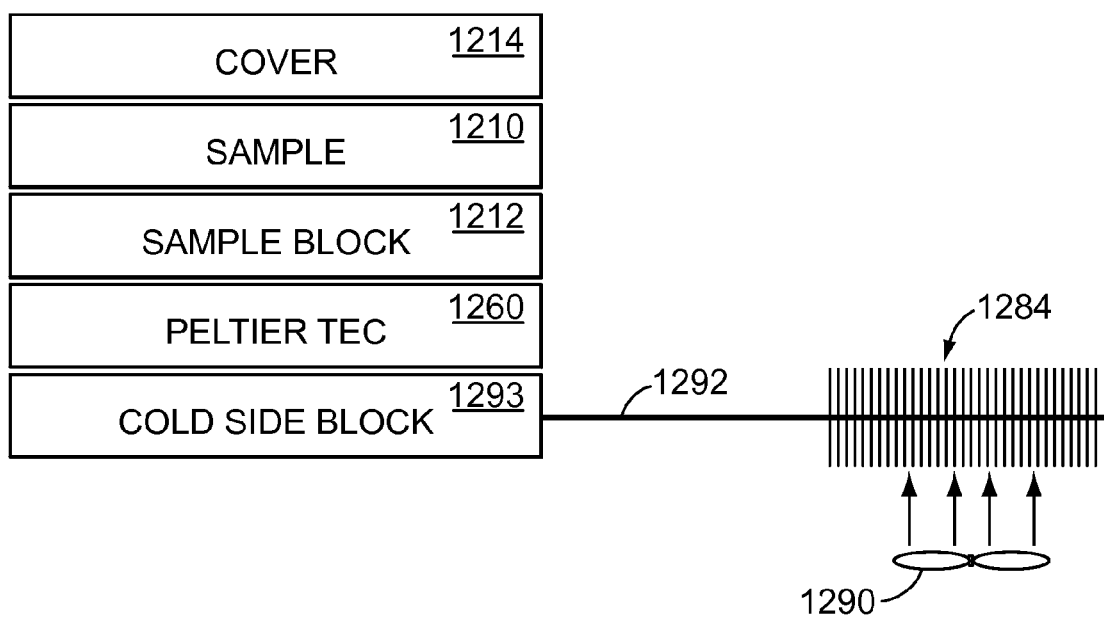 COVER 1214
SAMPLE 1210
SAMPLE BLOCK 1212
PELTIER TEC 1260
COLD SIDE BLOCK 1293
1292
1284
1290